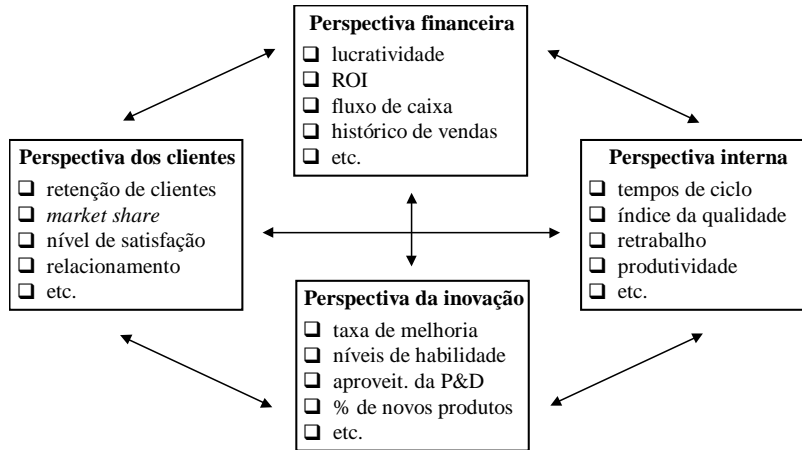 Perspectiva financeira
❑ lucratividade
❑ ROI
❑ fluxo de caixa
❑ histórico de vendas
❑ etc.
Perspectiva dos clientes
❑ retenção de clientes
❑ market share
❑ nível de satisfação
❑ relacionamento
❑ etc.
Perspectiva interna
❑ tempos de ciclo
❑ índice da qualidade
❑ retrabalho
❑ produtividade
❑ etc.
Perspectiva da inovação
❑ taxa de melhoria
❑ níveis de habilidade
❑ aproveit. da P&D
❑ % de novos produtos
❑ etc.